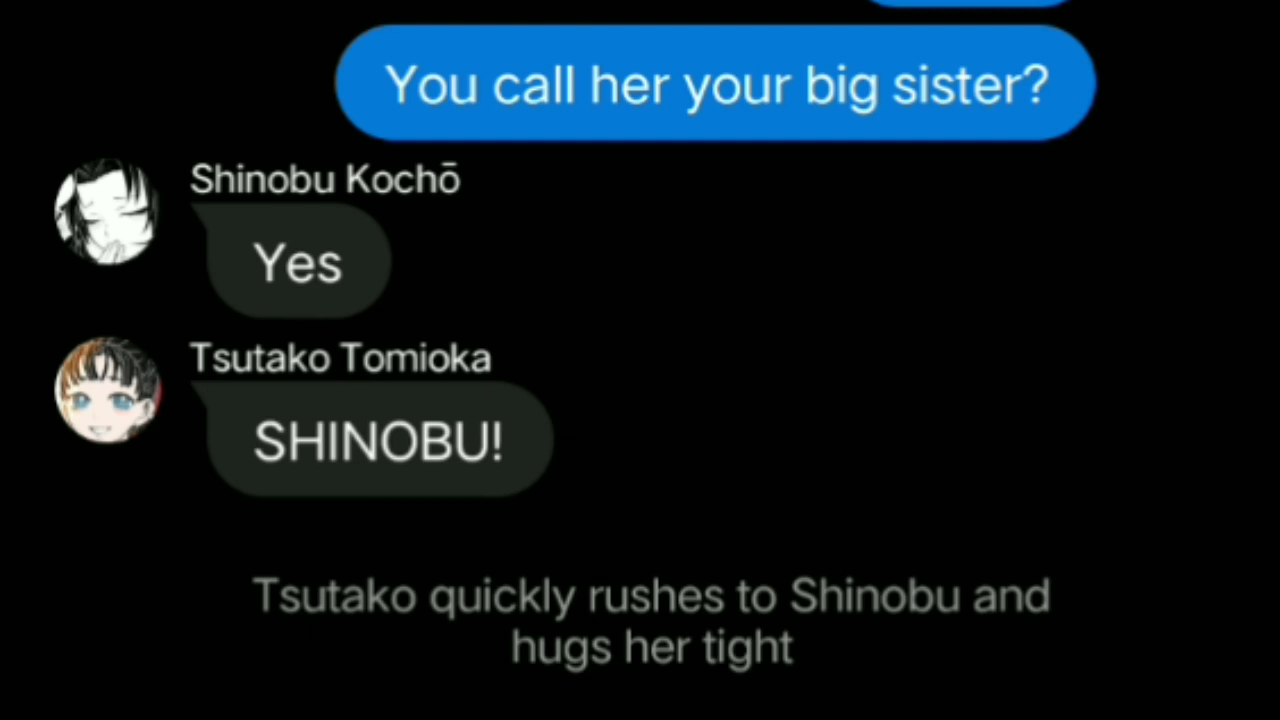 You call her your big sister?
Shinobu Kochō
Yes
Tsutako Tomioka
SHINOBU!
Tsutako quickly rushes to Shinobu and
hugs her tight